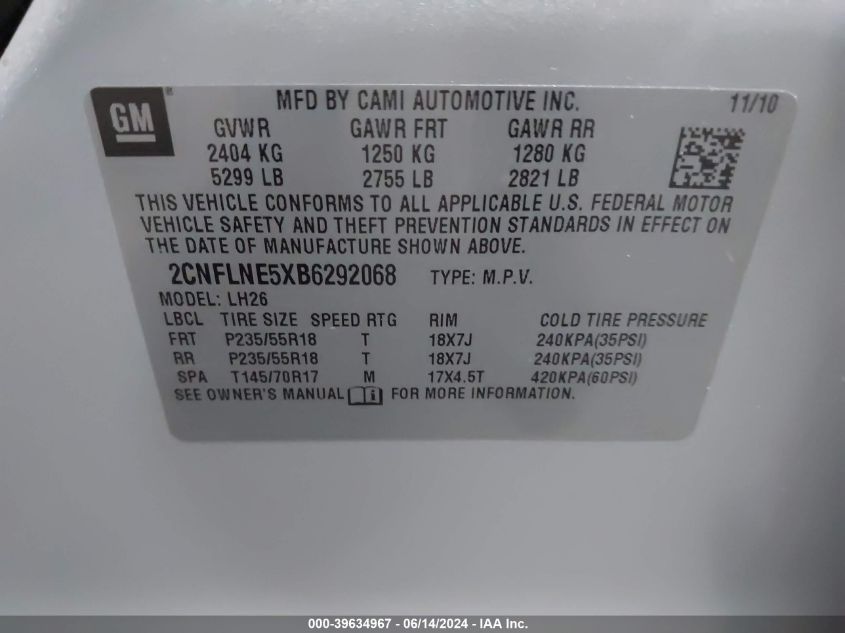 GM ®
MFD BY CAMI AUTOMOTIVE INC. 11/10
GVWR GAWR FRT GAWR RR
2404 KG 1250 KG 1280 KG
5299 LB 2755 LB 2821 LB
THIS VEHICLE CONFORMS TO ALL APPLICABLE U.S. FEDERAL MOTOR
VEHICLE SAFETY AND THEFT PREVENTION STANDARDS IN EFFECT ON
THE DATE OF MANUFACTURE SHOWN ABOVE.
2CNFLNE5XB6292068 TYPE: M.P.V.
MODEL: LH26
LBCL TIRE SIZE SPEED RTG RIM COLD TIRE PRESSURE
FRT P235/55R18 T 18X7J 240KPA(35PSI)
RR P235/55R18 T 18X7J 240KPA(35PSI)
SPA T145/70R17 M 17X4.5T 420KPA(60PSI)
SEE OWNER'S MANUAL i FOR MORE INFORMATION.
000-39634967 - 06/14/2024 - IAA Inc.